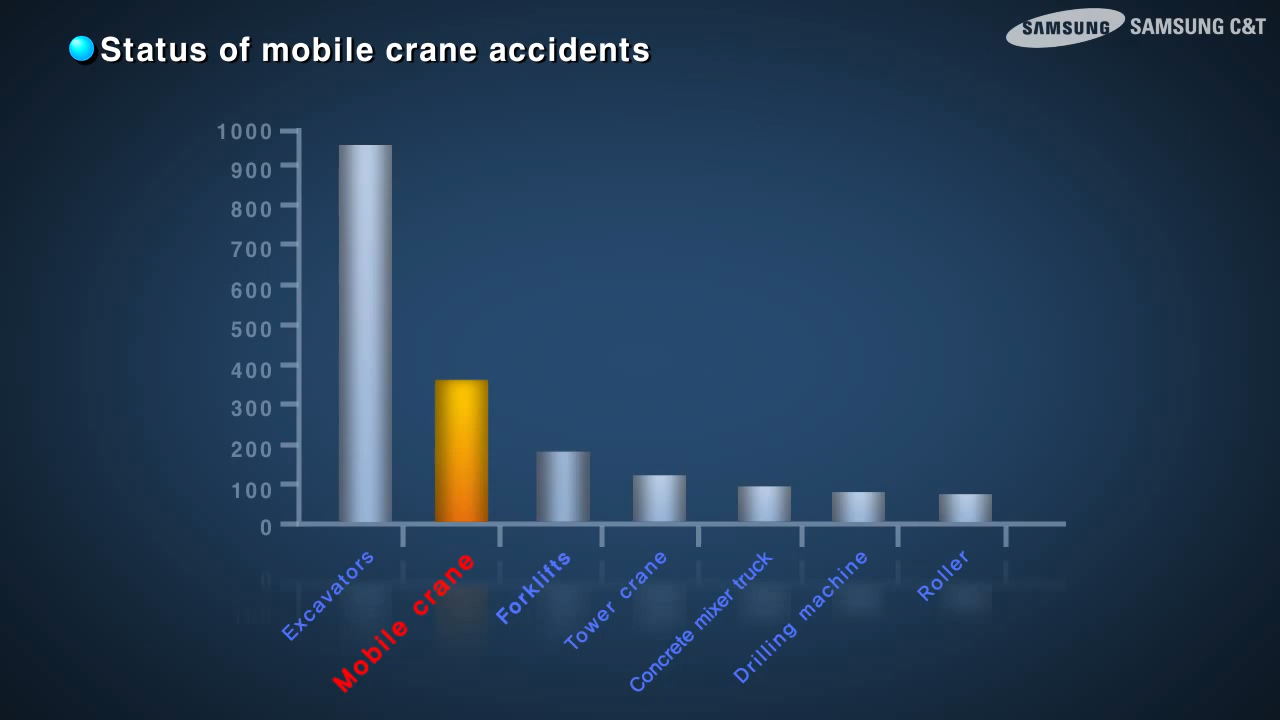 Status of mobile crane accidents
SAMSUNG SAMSUNG C&T
1000
900
800
700
600
500
400
300
200
100
0
Excavators
Mobile crane
Forklifts
Tower crane
Concrete mixer truck
Drilling machine
Roller